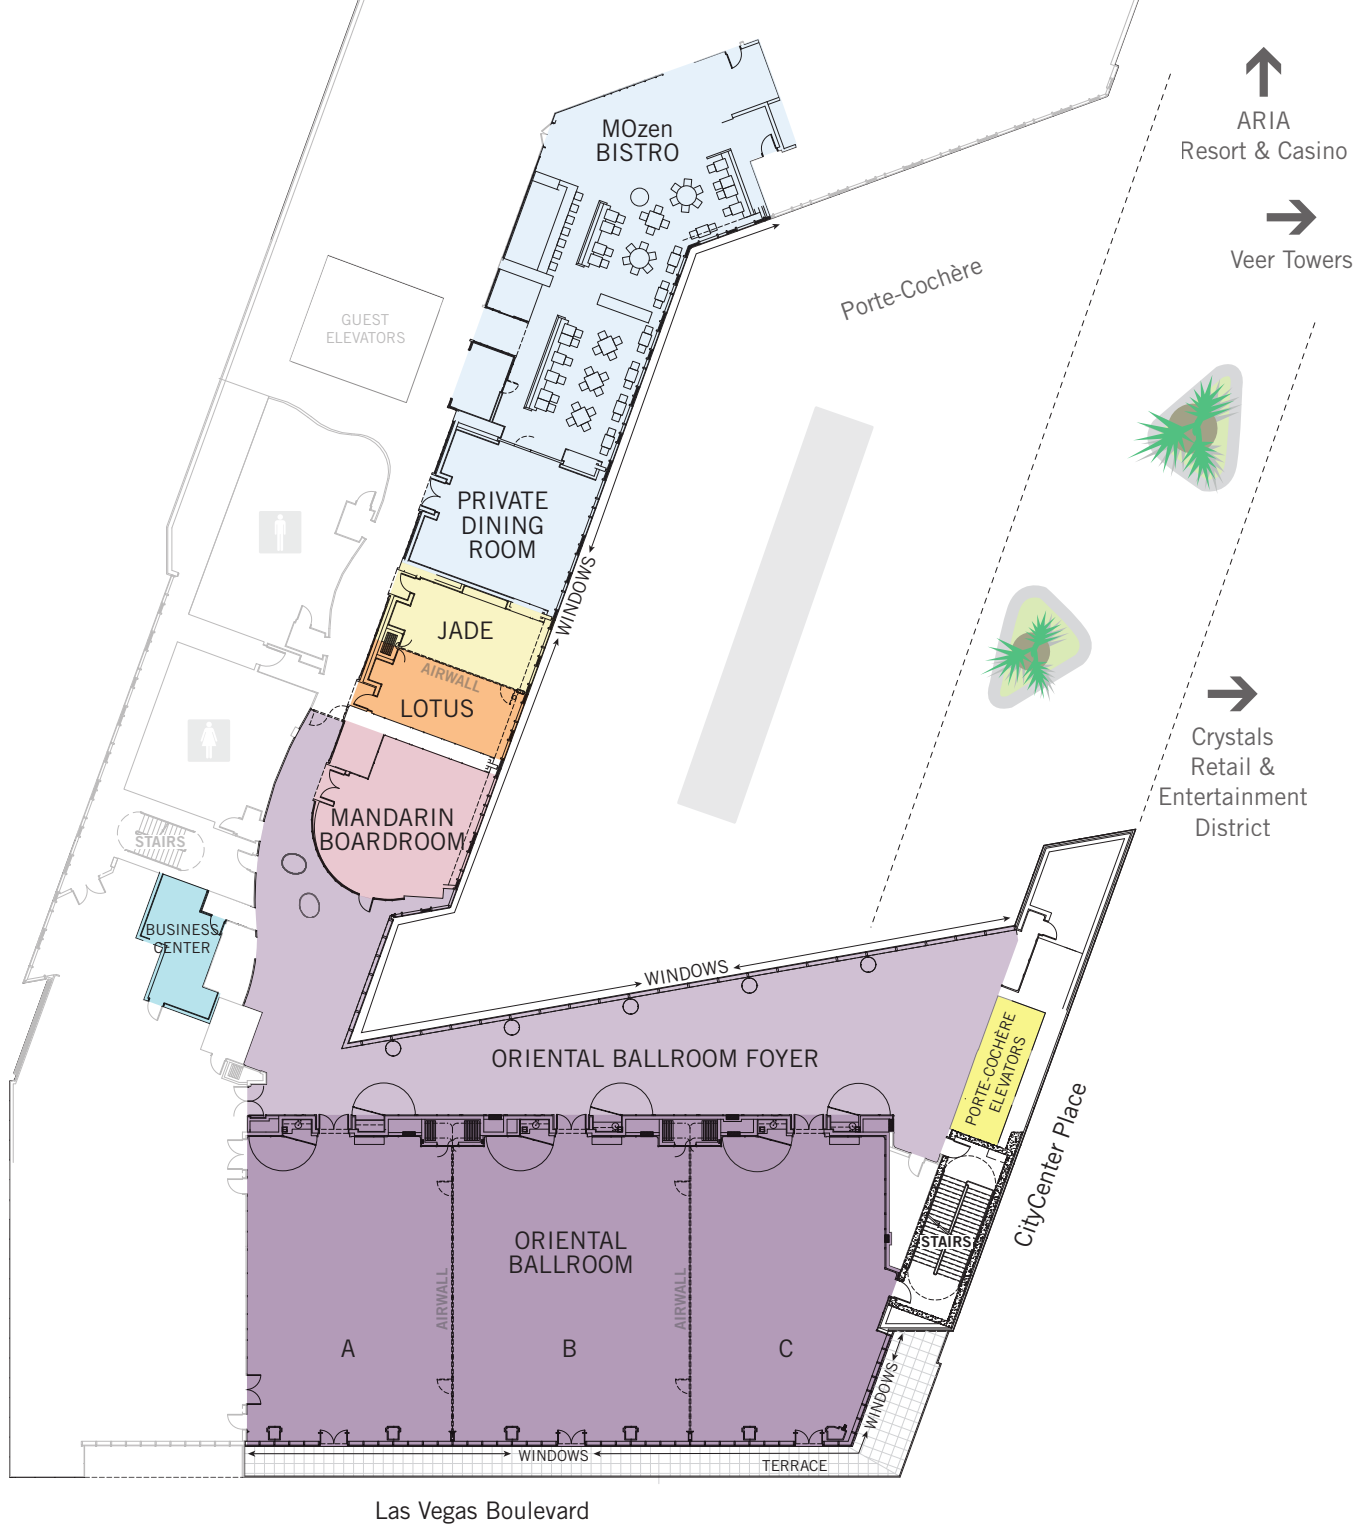 ARIA
Resort & Casino
MOzen
BISTRO
Veer Towers
Porte-Cochère
GUEST
ELEVATORS
PRIVATE
DINING
ROOM
WINDOWS
JADE
AIRWALL
LOTUS
Crystals
Retail &
Entertainment
District
MANDARIN
BOARDROOM
STAIRS
BUSINESS
CENTER
WINDOWS
ORIENTAL BALLROOM FOYER
PORTE-COCHÈRE
ELEVATORS
CityCenter Place
STAIRS
ORIENTAL
BALLROOM
AIRWALL
AIRWALL
A
B
C
WINDOWS
WINDOWS
TERRACE
Las Vegas Boulevard